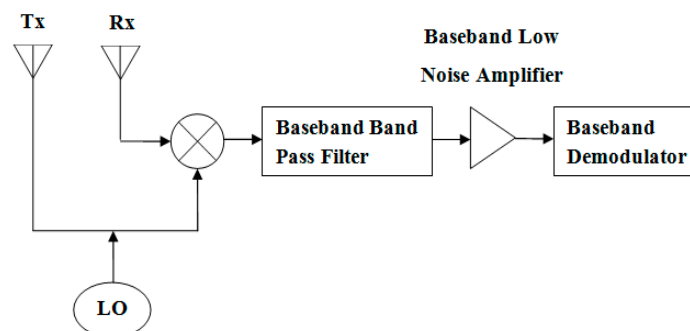 Tx
Rx
Baseband Low
Noise Amplifier
Baseband Band
Pass Filter
Baseband
Demodulator
LO